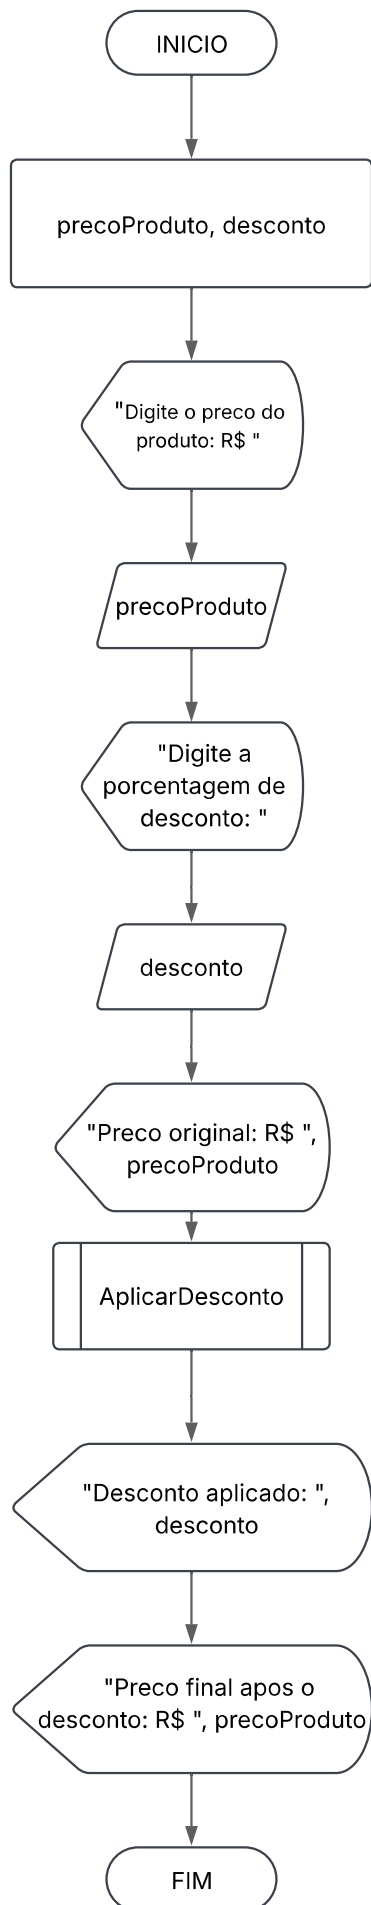 INICIO
precoProduto, desconto
"Digite o preco do
produto: R$ "
precoProduto
"Digite a
porcentagem de
desconto: "
desconto
"Preco original: R$ ",
precoProduto
AplicarDesconto
"Desconto aplicado: ",
desconto
"Preco final apos o
desconto: R$ ", precoProduto
FIM